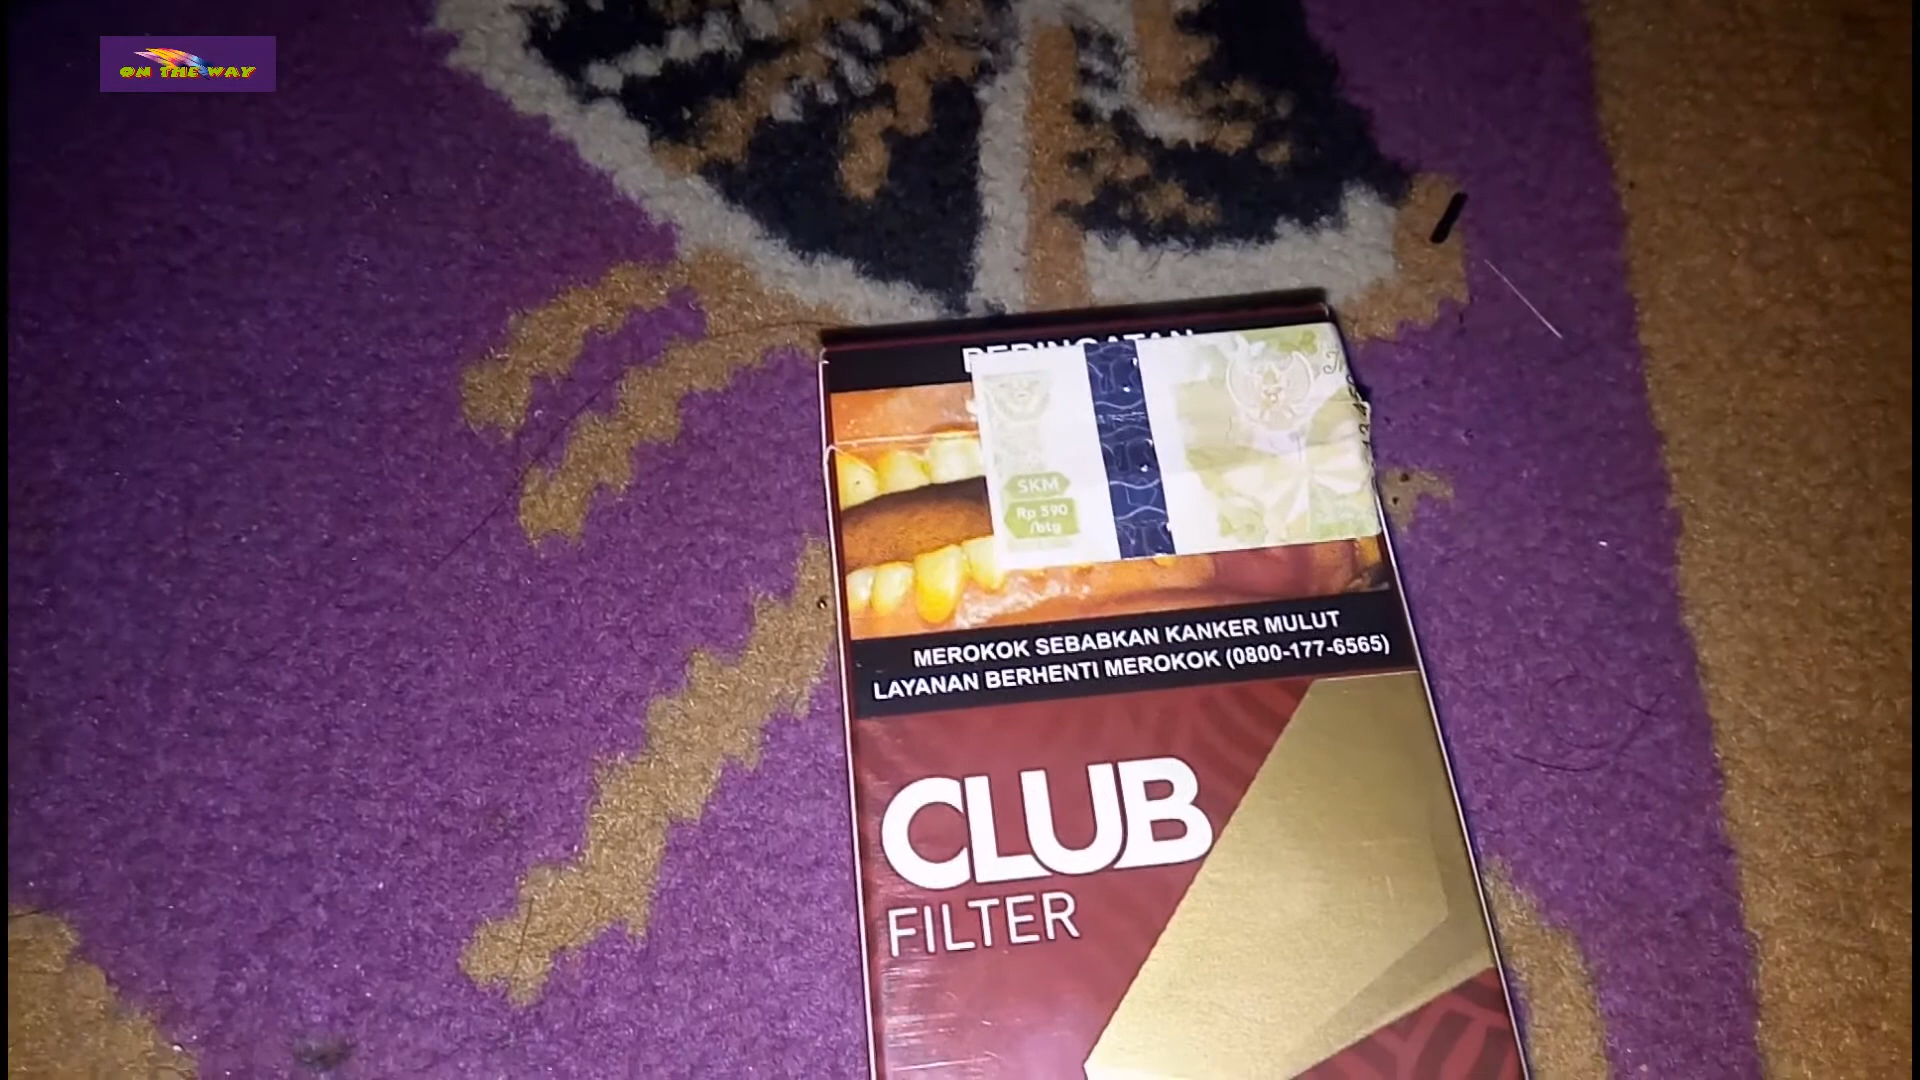 ON THE WAY
PERINGATAN
SKM
Rp 590
/btg
MEROKOK SEBABKAN KANKER MULUT
LAYANAN BERHENTI MEROKOK (0800-177-6565)
CLUB
FILTER